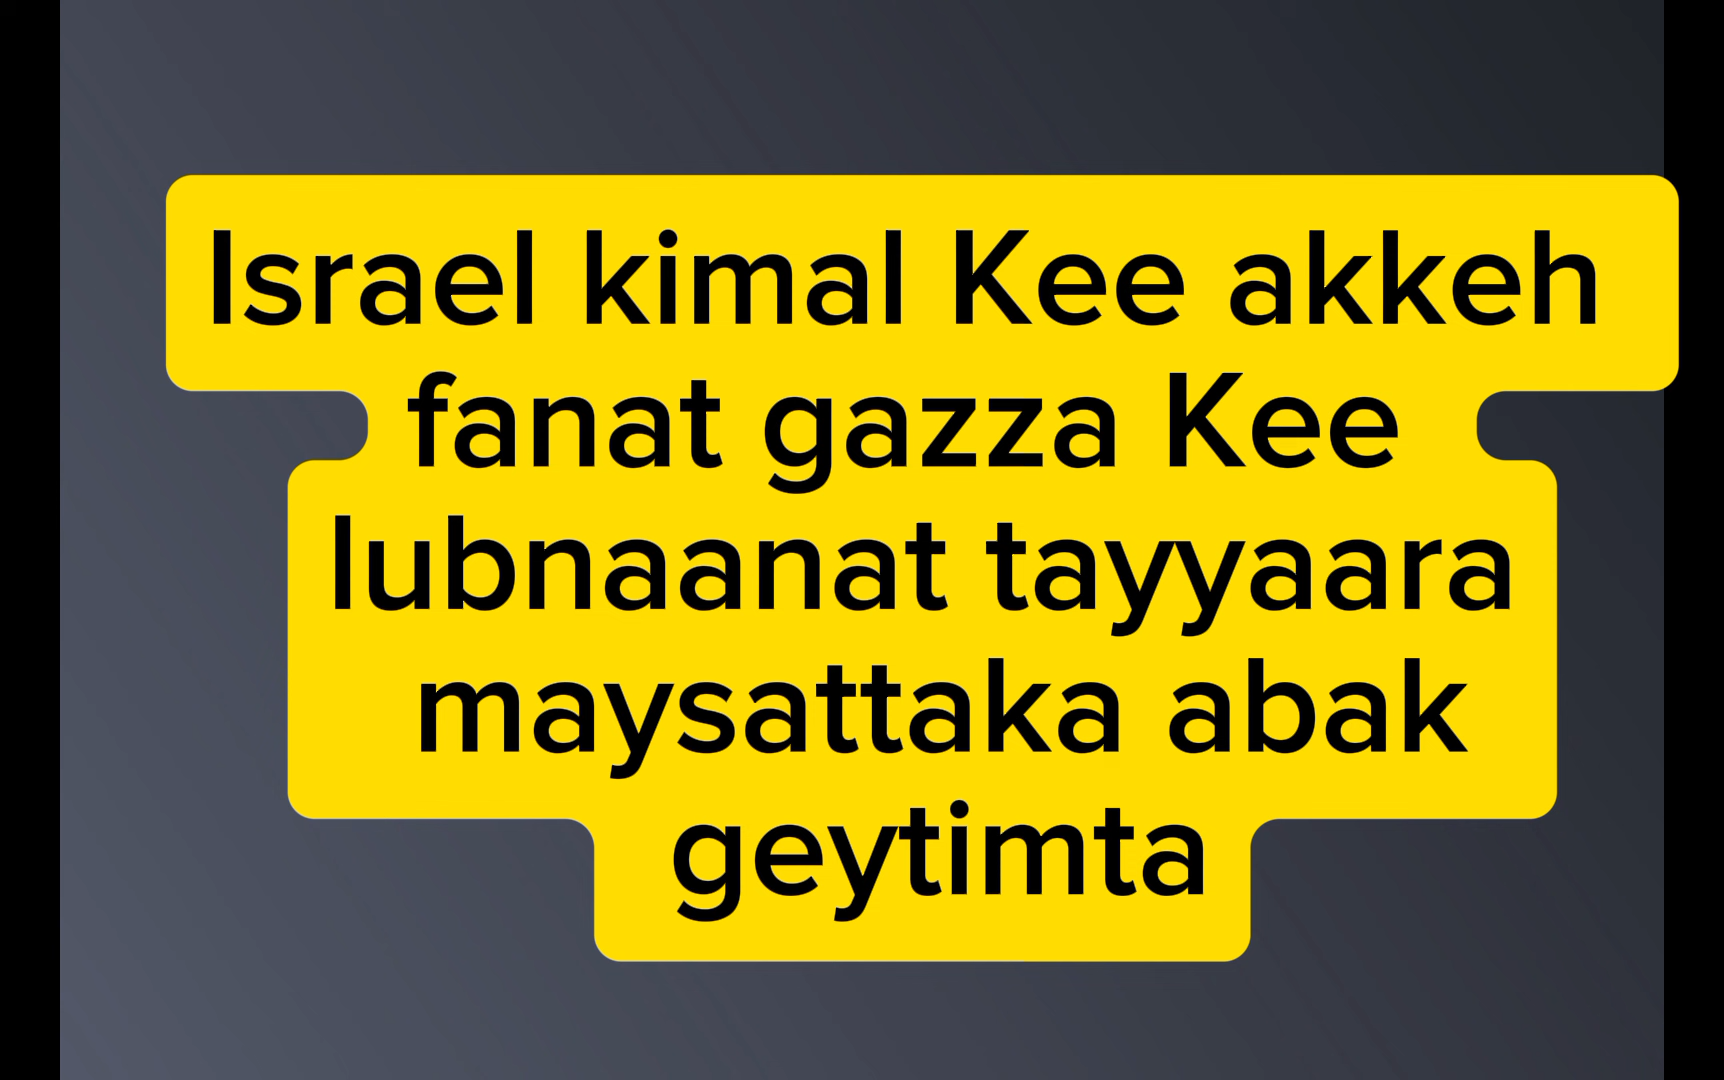 Israel kimal Kee akkeh
fanat gazza Kee
lubnaanat tayyaara
maysattaka abak
geytimta